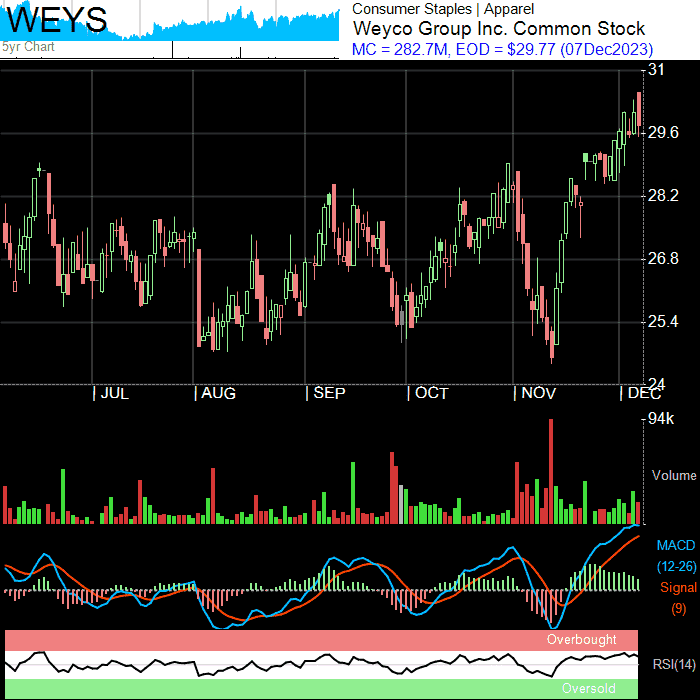 WEYS
5yr Chart
Consumer Staples | Apparel
Weyco Group Inc. Common Stock
MC = 282.7M, EOD = $29.77 (07Dec2023)
31
29.6
28.2
26.8
25.4
24
| JUL
| AUG
| SEP
| OCT
| NOV
| DEC
94k
Volume
MACD
(12-26)
Signal
(9)
Overbought
RSI(14)
Oversold